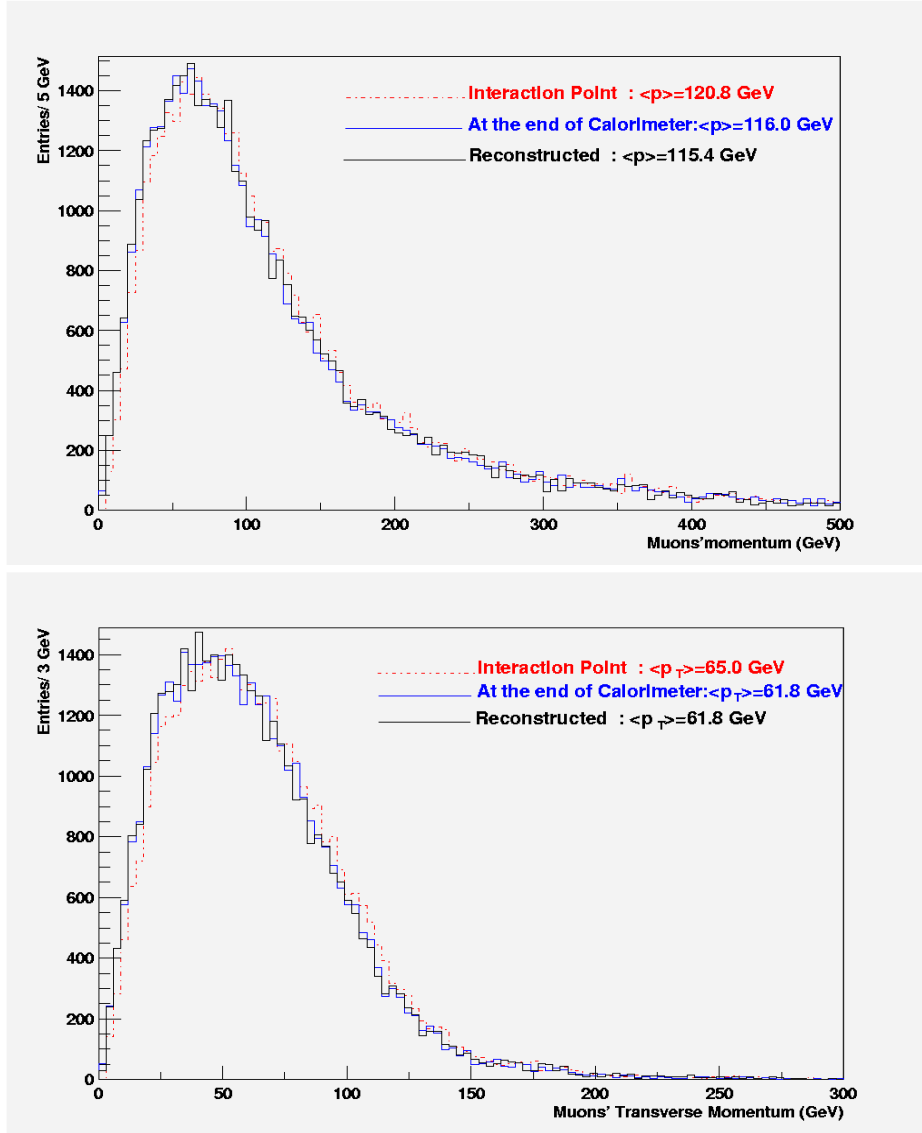 Entries/ 5 GeV
1400
1200
1000
800
600
400
200
0
Interaction Point : <p>=120.8 GeV
At the end of Calorimeter:<p>=116.0 GeV
Reconstructed : <p>=115.4 GeV
0 100 200 300 400 500
Muons'momentum (GeV)
Entries/ 3 GeV
1400
1200
1000
800
600
400
200
0
Interaction Point : <p T>=65.0 GeV
At the end of Calorimeter:<pT>=61.8 GeV
Reconstructed : <p T>=61.8 GeV
0 50 100 150 200 250 300
Muons' Transverse Momentum (GeV)